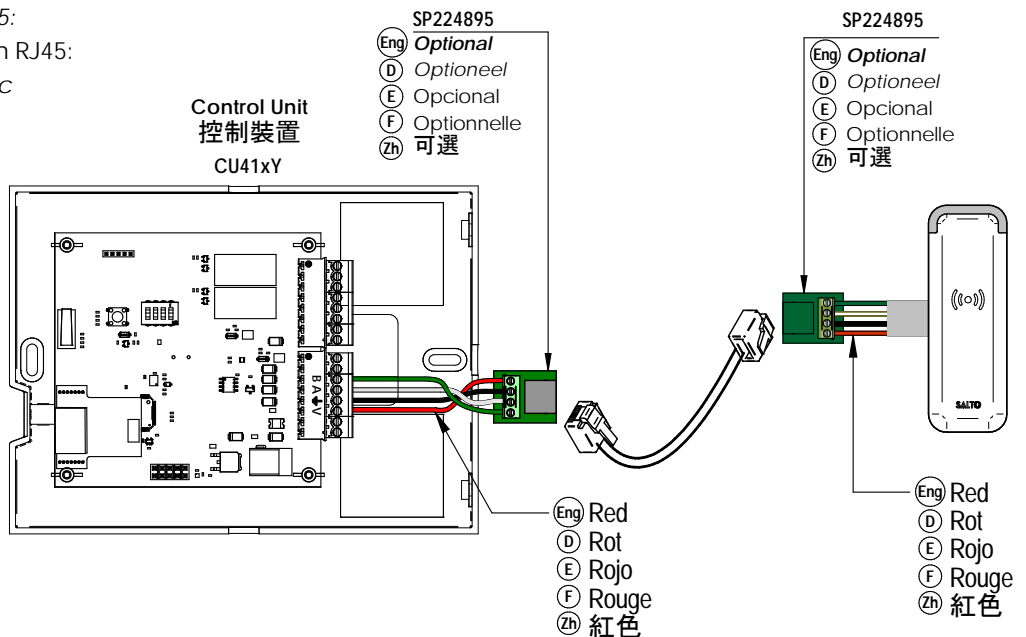 5:
n RJ45:
C
Control Unit
控制裝置
CU41xY
SP224895
Eng Optional
D Optioneel
E Opcional
F Optionnelle
Zh 可選
SP224895
Eng Optional
D Optioneel
E Opcional
F Optionnelle
Zh 可選
B A V
SALTO
Eng Red
D Rot
E Rojo
F Rouge
Zh 紅色
Eng Red
D Rot
E Rojo
F Rouge
Zh 紅色